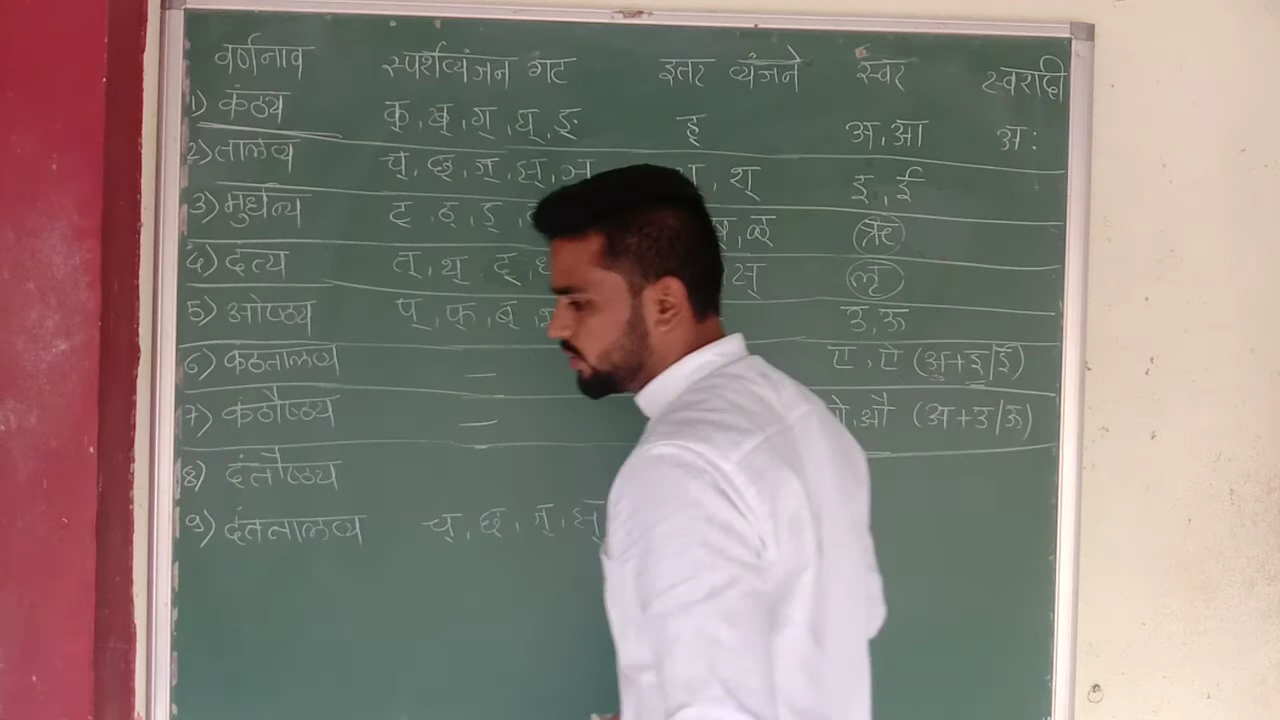 वर्णनाव स्पर्शव्यंजन गट इतर व्यंजने स्वर स्वरादी
1) कंठ्य क्, ख्, ग्, घ्, ङ् ह् अ, आ अः
2) तालव्य च्, छ्, ज्, झ्, श् इ, ई
3) मुर्धन्य ट्, ठ्, ड्, ळ् ऋ
4) दंत्य त्, थ्, द्, स् लृ
5) ओष्ठ्य प्, फ्, ब्, उ, ऊ
6) कंठतालव्य — ए, ऐ (अ+इ/ई)
7) कंठौष्ठ्य — औ (अ+उ/ऊ)
8) दंतौष्ठ्य
9) दंततालव्य च्, छ्, ज्, झ्